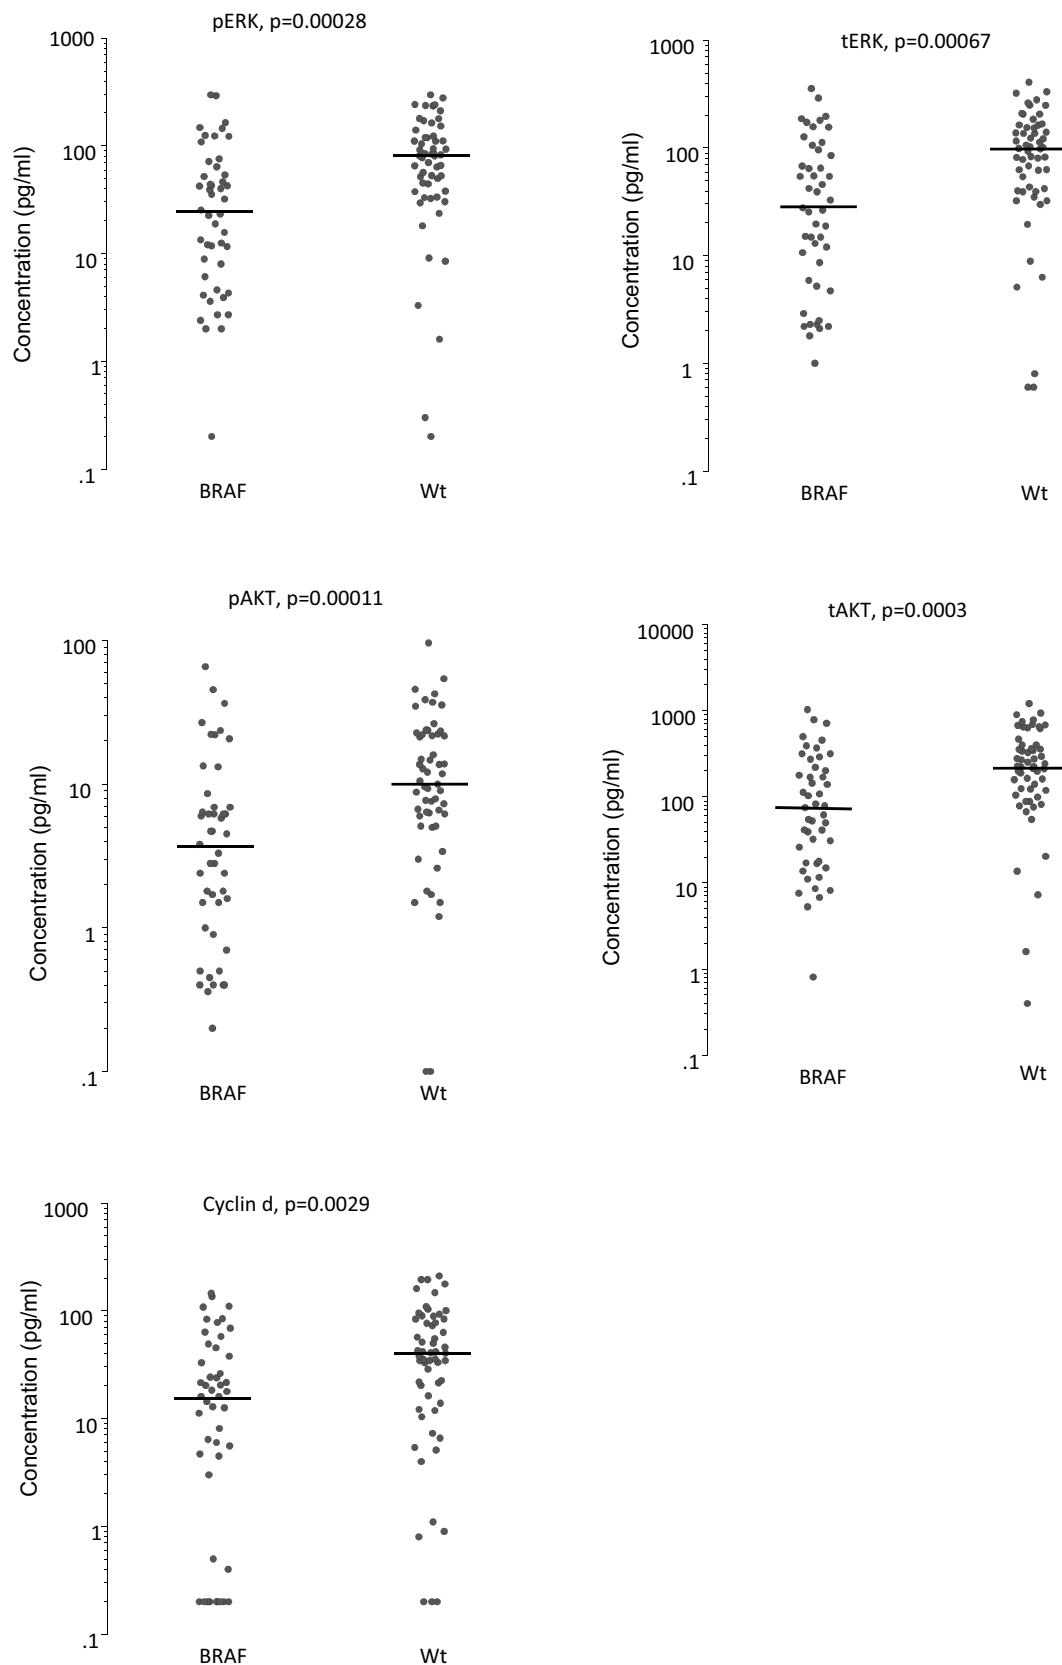 pERK, p=0.00028
1000
100
10
1
.1
Concentration (pg/ml)
BRAF
Wt
tERK, p=0.00067
1000
100
10
1
.1
Concentration (pg/ml)
BRAF
Wt
pAKT, p=0.00011
100
10
1
.1
Concentration (pg/ml)
BRAF
Wt
tAKT, p=0.0003
10000
1000
100
10
1
.1
Concentration (pg/ml)
BRAF
Wt
Cyclin d, p=0.0029
1000
100
10
1
.1
Concentration (pg/ml)
BRAF
Wt